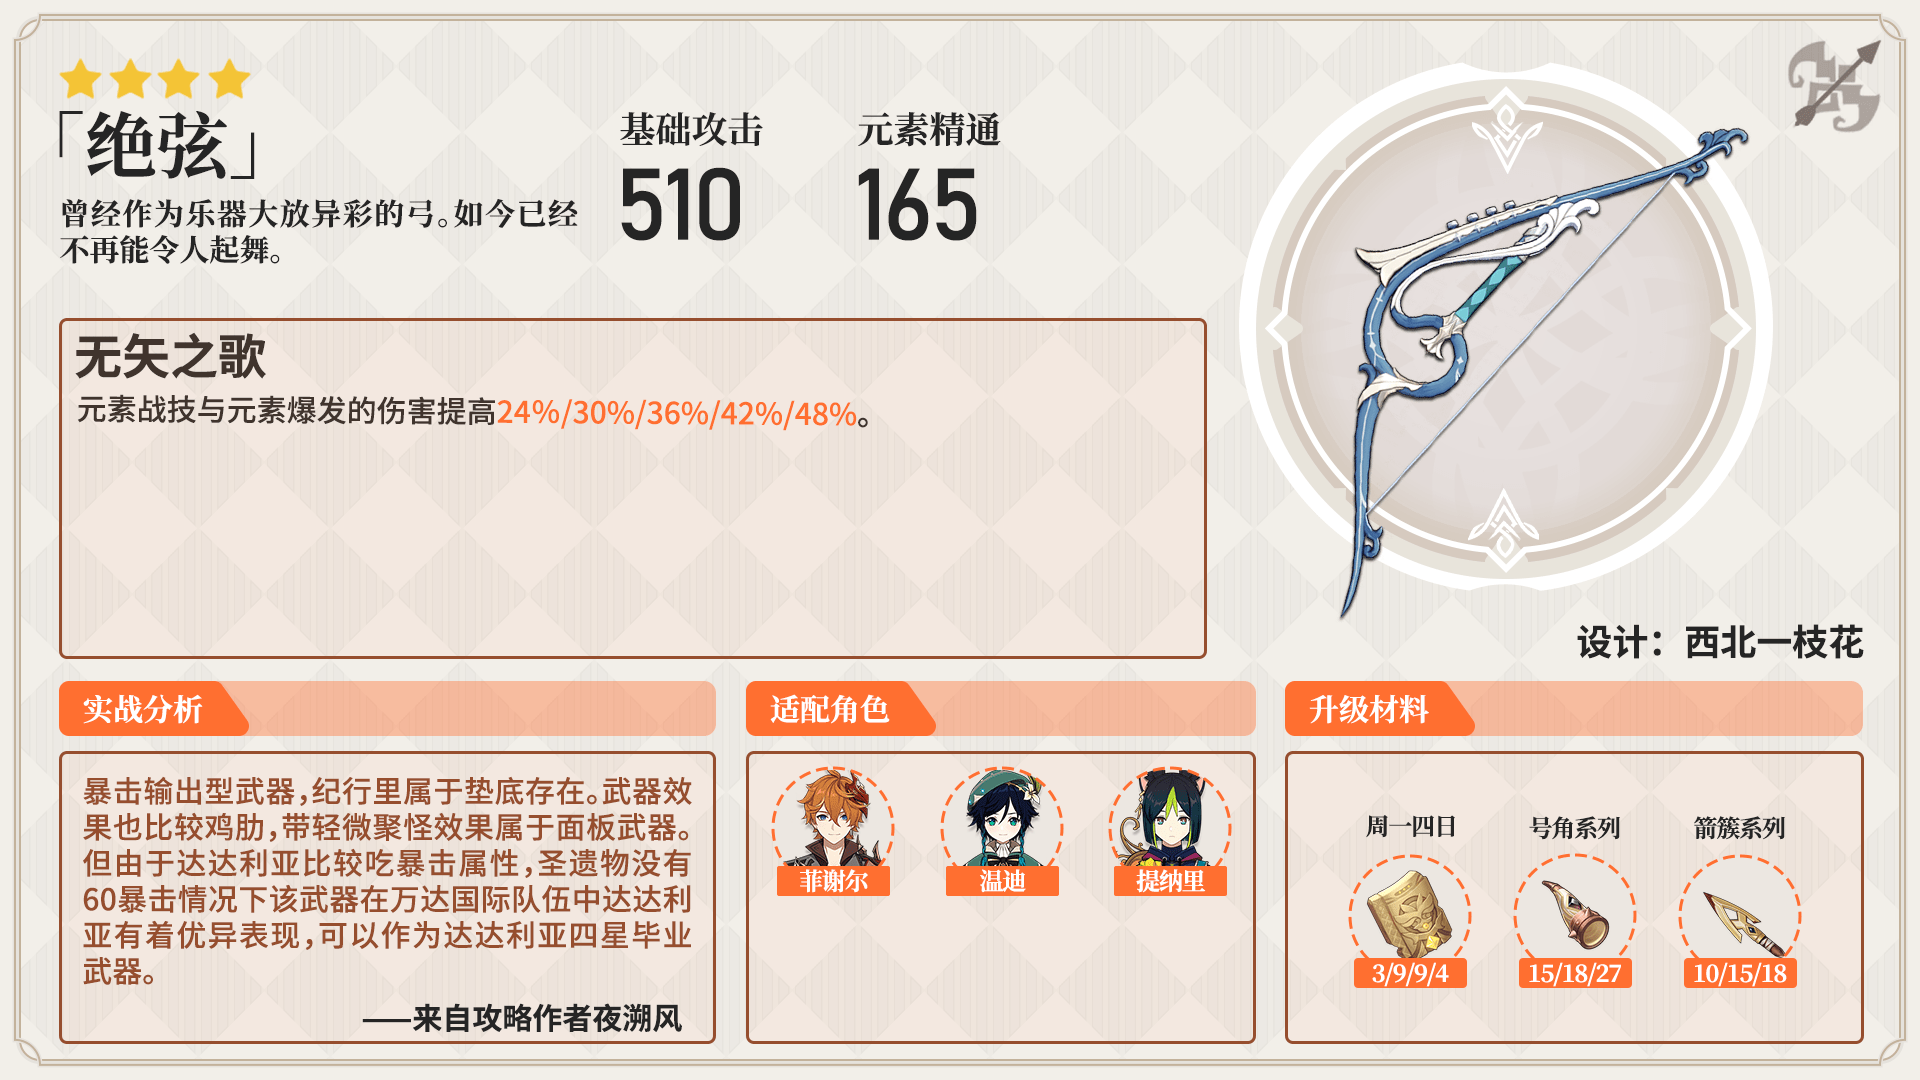 「绝弦」
曾经作为乐器大放异彩的弓。如今已经
不再能令人起舞。
基础攻击
510
元素精通
165
无矢之歌
元素战技与元素爆发的伤害提高24%/30%/36%/42%/48%。
设计：西北一枝花
实战分析
暴击输出型武器,纪行里属于垫底存在。武器效
果也比较鸡肋,带轻微聚怪效果属于面板武器。
但由于达达利亚比较吃暴击属性,圣遗物没有
60暴击情况下该武器在万达国际队伍中达达利
亚有着优异表现,可以作为达达利亚四星毕业
武器。
——来自攻略作者夜溯风
适配角色
菲谢尔
温迪
提纳里
升级材料
周一四日
3/9/9/4
号角系列
15/18/27
箭簇系列
10/15/18